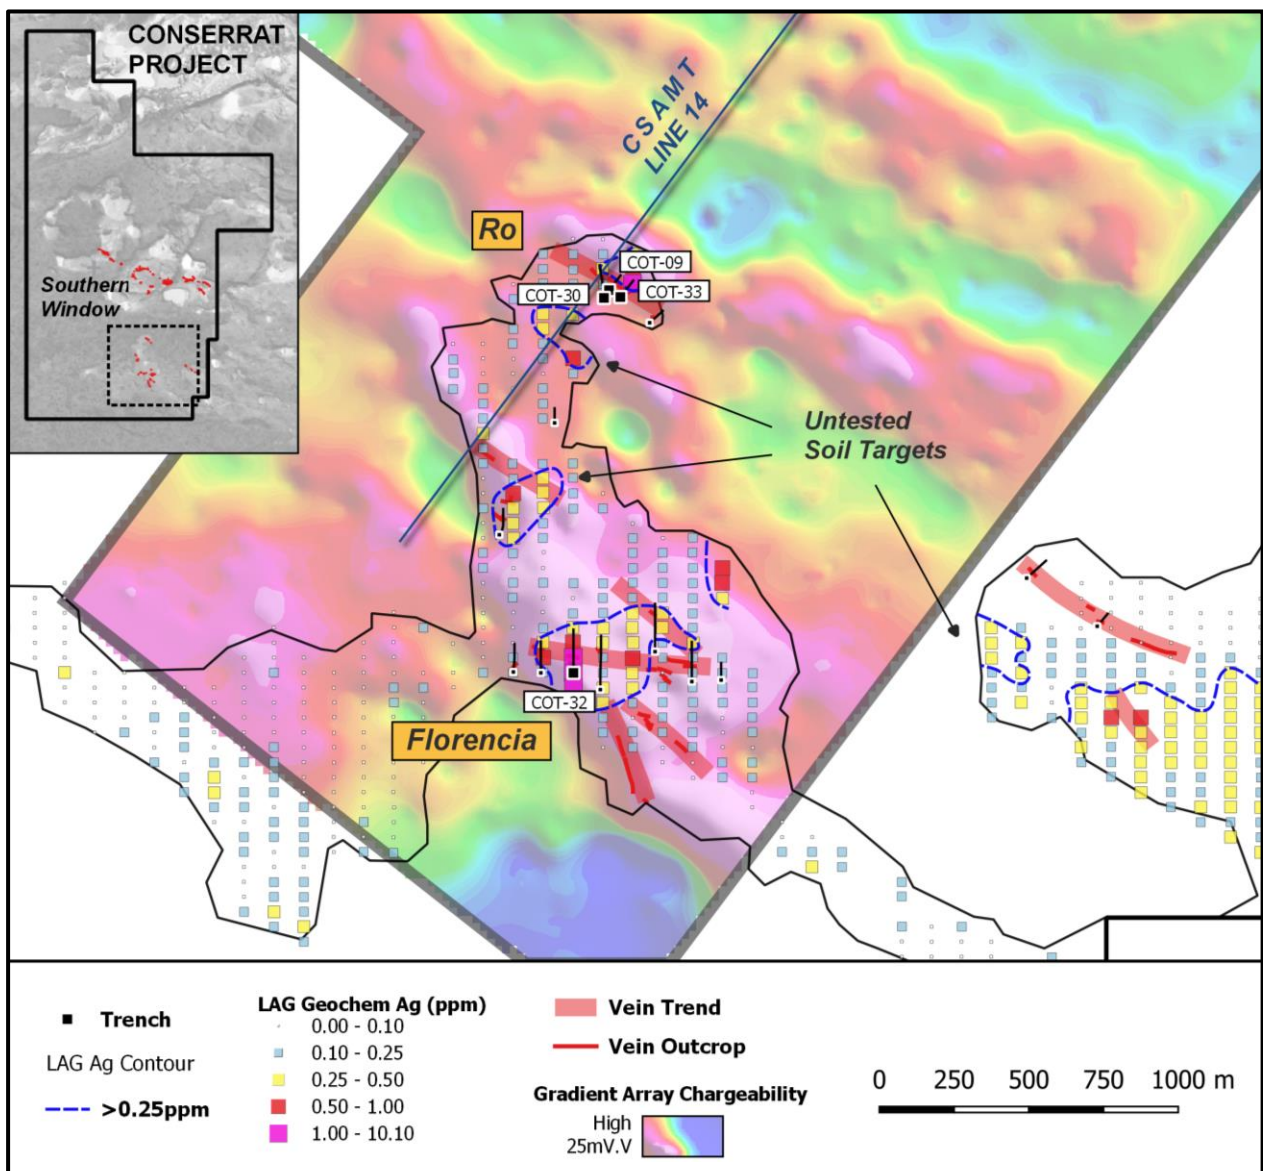 CONSERRAT
PROJECT
Southern
Window
CSAMT
LINE 14
Ro
COT-09
COT-30
COT-33
Untested
Soil Targets
COT-32
Florencia
Trench
LAG Ag Contour
>0.25ppm
LAG Geochem Ag (ppm)
0.00 - 0.10
0.10 - 0.25
0.25 - 0.50
0.50 - 1.00
1.00 - 10.10
Vein Trend
Vein Outcrop
Gradient Array Chargeability
High
25mV.V
0 250 500 750 1000 m